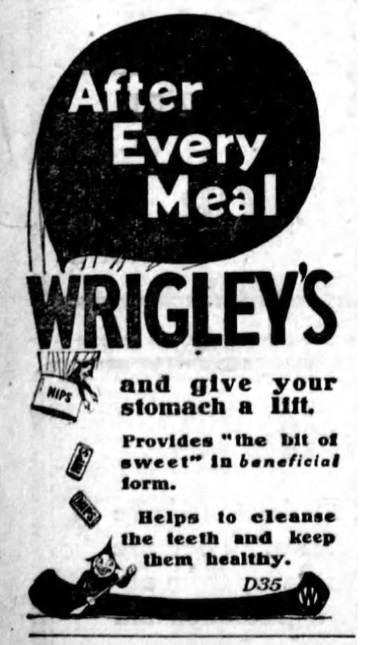 After
Every
Meal
WRIGLEY'S
NIPS
and give your
stomach a lift.
Provides "the bit of
sweet" in beneficial
form.
NIPS
Helps to cleanse
the teeth and keep
them healthy.
D35
W